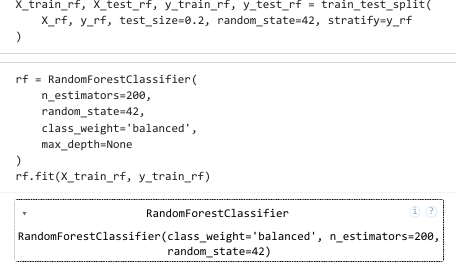 X_train_rf, X_test_rf, y_train_rf, y_test_rf = train_test_split(
    X_rf, y_rf, test_size=0.2, random_state=42, stratify=y_rf
)
rf = RandomForestClassifier(
    n_estimators=200,
    random_state=42,
    class_weight='balanced',
    max_depth=None
)
rf.fit(X_train_rf, y_train_rf)
▾ RandomForestClassifier i ?
RandomForestClassifier(class_weight='balanced', n_estimators=200,
                       random_state=42)